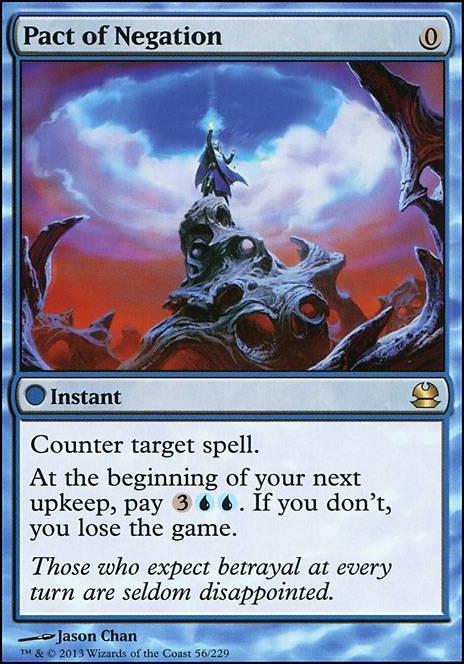 Pact of Negation 0
Instant
Counter target spell.
At the beginning of your next
upkeep, pay 3. If you don't,
you lose the game.
Those who expect betrayal at every
turn are seldom disappointed.
Jason Chan
™ & © 2013 Wizards of the Coast 56/229